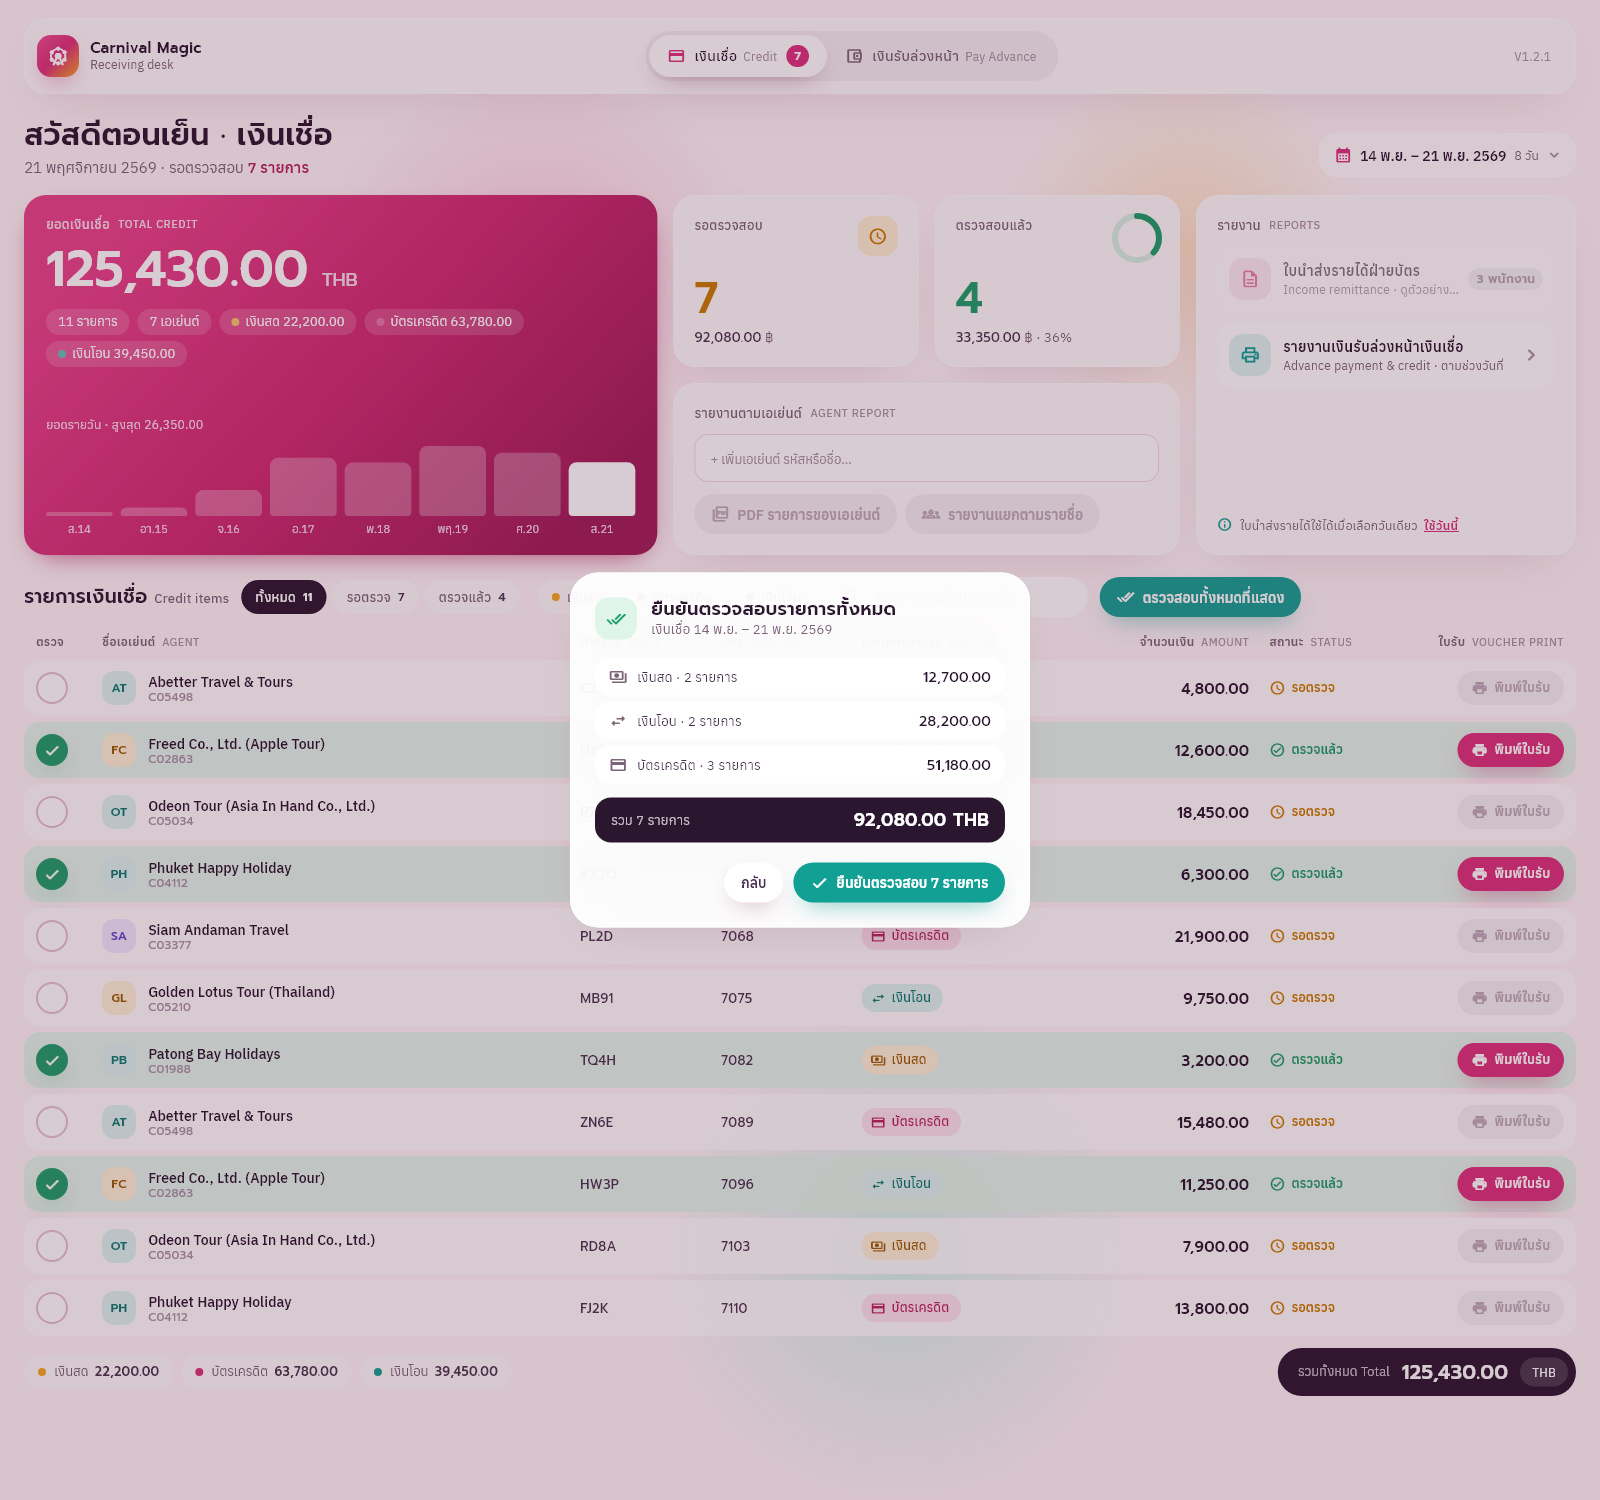 Carnival Magic
Receiving desk
เงินเชื่อ Credit 7
เงินรับล่วงหน้า Pay Advance
V1.2.1
สวัสดีตอนเย็น · เงินเชื่อ
21 พฤศจิกายน 2569 · รอตรวจสอบ 7 รายการ
14 พ.ย. – 21 พ.ย. 2569 8 วัน
ยอดเงินเชื่อ TOTAL CREDIT
125,430.00 THB
11 รายการ 7 เอเย่นต์ เงินสด 22,200.00 บัตรเครดิต 63,780.00
เงินโอน 39,450.00
ยอดรายวัน · สูงสุด 26,350.00
ส.14 อา.15 จ.16 อ.17 พ.18 พฤ.19 ศ.20 ส.21
รอตรวจสอบ
7
92,080.00 ฿
ตรวจสอบแล้ว
4
33,350.00 ฿ · 36%
รายงานตามเอเย่นต์ AGENT REPORT
+ เพิ่มเอเย่นต์ รหัสหรือชื่อ…
PDF รายการของเอเย่นต์ รายงานแยกตามรายชื่อ
รายงาน REPORTS
ใบนำส่งรายได้ฝ่ายบัตร
Income remittance · ดูตัวอย่าง…
3 พนักงาน
รายงานเงินรับล่วงหน้าเงินเชื่อ
Advance payment & credit · ตามช่วงวันที่
ใบนำส่งรายได้ใช้ได้เมื่อเลือกวันเดียว ใช้วันนี้
รายการเงินเชื่อ Credit items ทั้งหมด 11 รอตรวจ 7 ตรวจแล้ว 4
ตรวจสอบทั้งหมดที่แสดง
ตรวจ ชื่อเอเย่นต์ AGENT จำนวนเงิน AMOUNT สถานะ STATUS ใบรับ VOUCHER PRINT
AT Abetter Travel & Tours 4,800.00 รอตรวจ พิมพ์ใบรับ
C05498
FC Freed Co., Ltd. (Apple Tour) 12,600.00 ตรวจแล้ว พิมพ์ใบรับ
C02863
OT Odeon Tour (Asia In Hand Co., Ltd.) 18,450.00 รอตรวจ พิมพ์ใบรับ
C05034
PH Phuket Happy Holiday 6,300.00 ตรวจแล้ว พิมพ์ใบรับ
C04112
SA Siam Andaman Travel PL2D 7068 บัตรเครดิต 21,900.00 รอตรวจ พิมพ์ใบรับ
C03377
GL Golden Lotus Tour (Thailand) MB91 7075 เงินโอน 9,750.00 รอตรวจ พิมพ์ใบรับ
C05210
PB Patong Bay Holidays TQ4H 7082 เงินสด 3,200.00 ตรวจแล้ว พิมพ์ใบรับ
C01988
AT Abetter Travel & Tours ZN6E 7089 บัตรเครดิต 15,480.00 รอตรวจ พิมพ์ใบรับ
C05498
FC Freed Co., Ltd. (Apple Tour) HW3P 7096 เงินโอน 11,250.00 ตรวจแล้ว พิมพ์ใบรับ
C02863
OT Odeon Tour (Asia In Hand Co., Ltd.) RD8A 7103 เงินสด 7,900.00 รอตรวจ พิมพ์ใบรับ
C05034
PH Phuket Happy Holiday FJ2K 7110 บัตรเครดิต 13,800.00 รอตรวจ พิมพ์ใบรับ
C04112
เงินสด 22,200.00 บัตรเครดิต 63,780.00 เงินโอน 39,450.00
รวมทั้งหมด Total 125,430.00 THB
ยืนยันตรวจสอบรายการทั้งหมด
เงินเชื่อ 14 พ.ย. – 21 พ.ย. 2569
เงินสด · 2 รายการ 12,700.00
เงินโอน · 2 รายการ 28,200.00
บัตรเครดิต · 3 รายการ 51,180.00
รวม 7 รายการ 92,080.00 THB
กลับ ยืนยันตรวจสอบ 7 รายการ